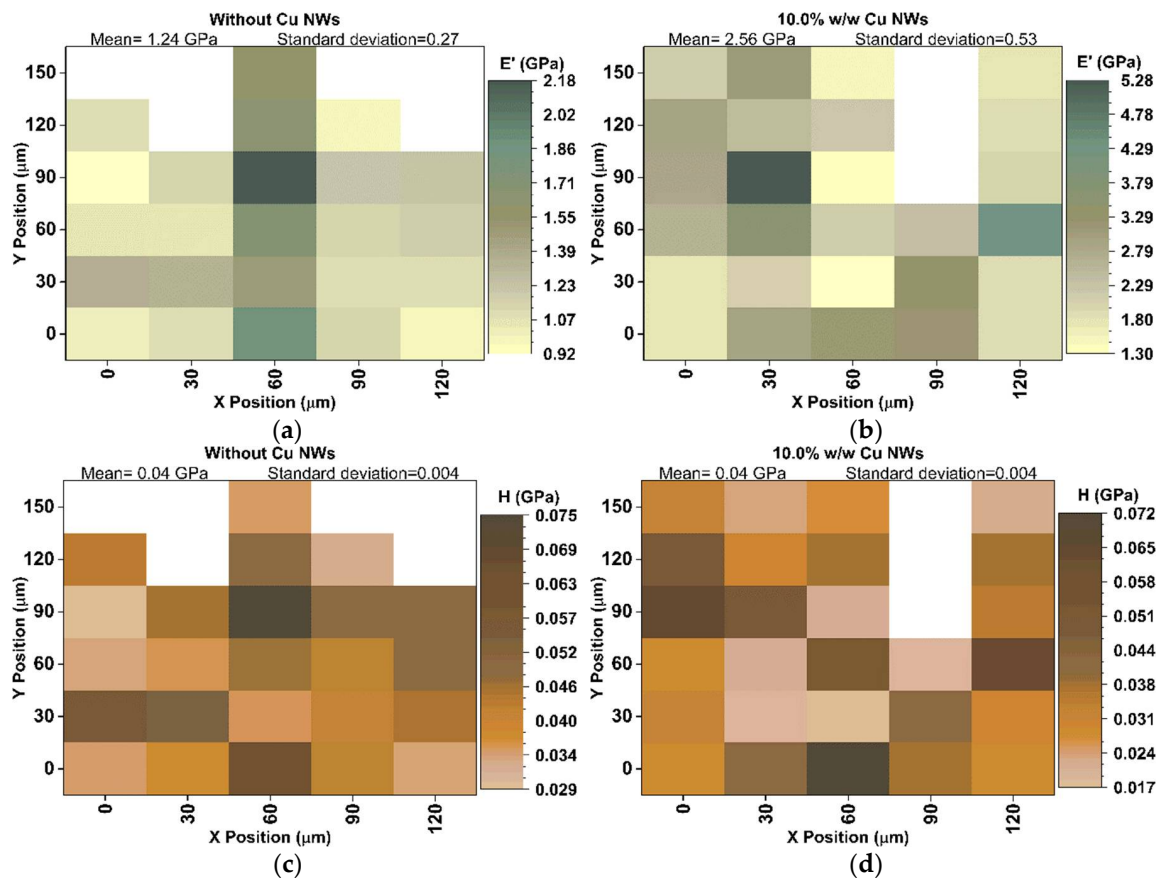 Without Cu NWs
Mean= 1.24 GPa Standard deviation=0.27
E' (GPa)
2.18
2.02
1.86
1.71
1.55
1.39
1.23
1.07
0.92
Y Position (μm)
150
120
90
60
30
0
0 30 60 90 120
X Position (μm)
(a)
10.0% w/w Cu NWs
Mean= 2.56 GPa Standard deviation=0.53
E' (GPa)
5.28
4.78
4.29
3.79
3.29
2.79
2.29
1.80
1.30
Y Position (μm)
150
120
90
60
30
0
0 30 60 90 120
X Position (μm)
(b)
Without Cu NWs
Mean= 0.04 GPa Standard deviation=0.004
H (GPa)
0.075
0.069
0.063
0.057
0.052
0.046
0.040
0.034
0.029
Y Position (μm)
150
120
90
60
30
0
0 30 60 90 120
X Position (μm)
(c)
10.0% w/w Cu NWs
Mean= 0.04 GPa Standard deviation=0.004
H (GPa)
0.072
0.065
0.058
0.051
0.044
0.038
0.031
0.024
0.017
Y Position (μm)
150
120
90
60
30
0
0 30 60 90 120
X Position (μm)
(d)